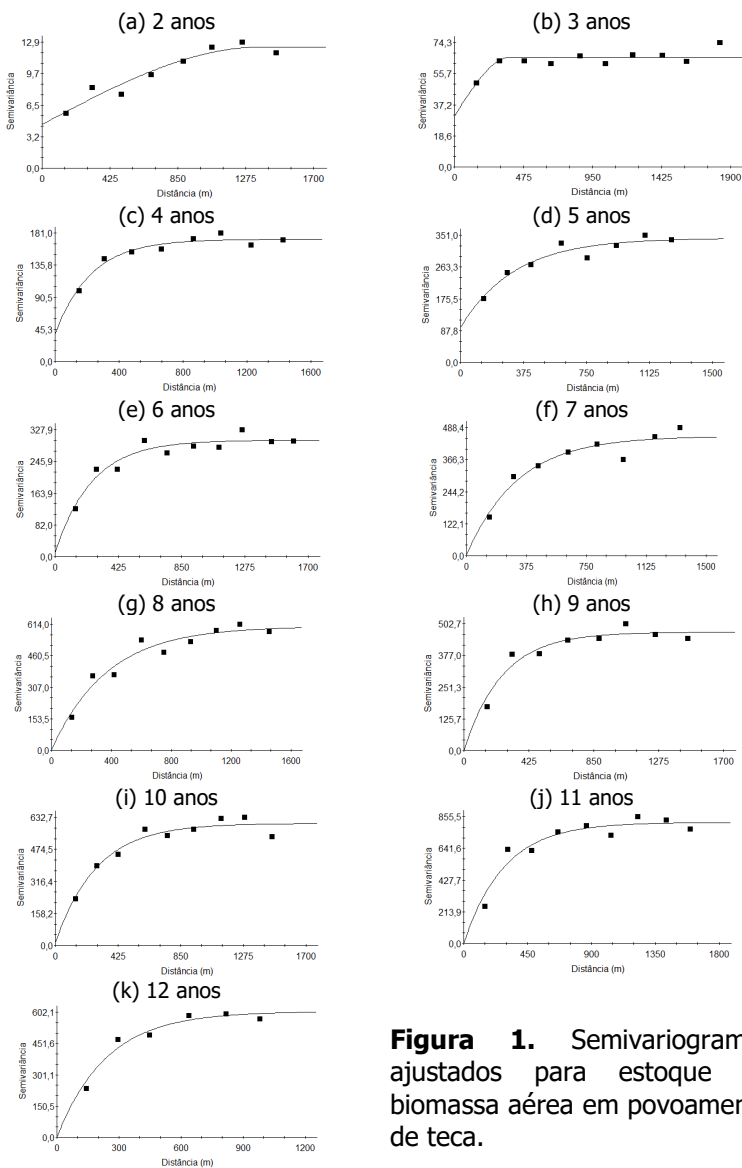 (a) 2 anos
12,9
9,7
6,5
3,2
0,0
Semivariância
0 425 850 1275 1700
Distância (m)
(b) 3 anos
74,3
55,7
37,2
18,6
0,0
Semivariância
0 475 950 1425 1900
Distância (m)
(c) 4 anos
181,0
135,8
90,5
45,3
0,0
Semivariância
0 400 800 1200 1600
Distância (m)
(d) 5 anos
351,0
263,3
175,5
87,8
0,0
Semivariância
0 375 750 1125 1500
Distância (m)
(e) 6 anos
327,9
245,9
163,9
82,0
0,0
Semivariância
0 425 850 1275 1700
Distância (m)
(f) 7 anos
488,4
366,3
244,2
122,1
0,0
Semivariância
0 375 750 1125 1500
Distância (m)
(g) 8 anos
614,0
460,5
307,0
153,5
0,0
Semivariância
0 400 800 1200 1600
Distância (m)
(h) 9 anos
502,7
377,0
251,3
125,7
0,0
Semivariância
0 425 850 1275 1700
Distância (m)
(i) 10 anos
632,7
474,5
316,4
158,2
0,0
Semivariância
0 425 850 1275 1700
Distância (m)
(j) 11 anos
855,5
641,6
427,7
213,9
0,0
Semivariância
0 450 900 1350 1800
Distância (m)
(k) 12 anos
602,1
451,6
301,1
150,5
0,0
Semivariância
0 300 600 900 1200
Distância (m)
Figura 1. Semivariogram
ajustados para estoque
biomassa aérea em povoamen
de teca.